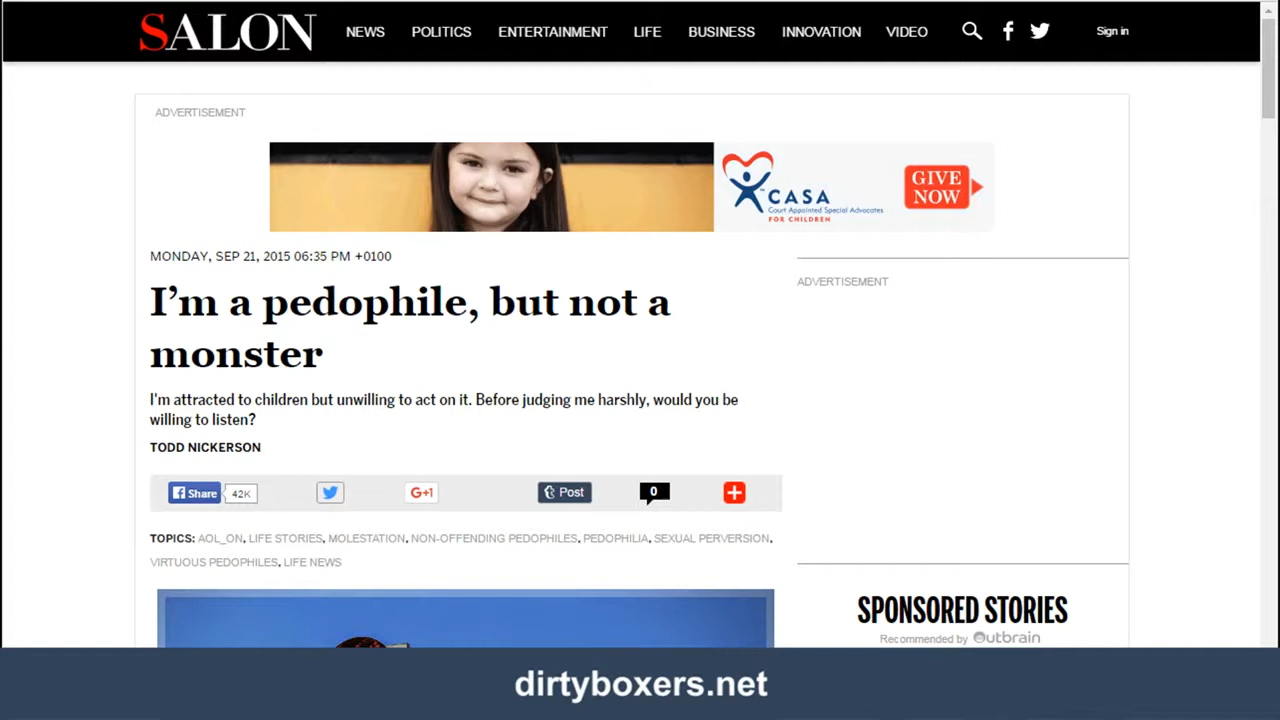 SALON
NEWS POLITICS ENTERTAINMENT LIFE BUSINESS INNOVATION VIDEO Sign in
ADVERTISEMENT
CASA
Court Appointed Special Advocates
FOR CHILDREN
GIVE
NOW
MONDAY, SEP 21, 2015 06:35 PM +0100
I'm a pedophile, but not a
monster
I'm attracted to children but unwilling to act on it. Before judging me harshly, would you be
willing to listen?
TODD NICKERSON
Share 42K G+1 Post 0
TOPICS: AOL_ON, LIFE STORIES, MOLESTATION, NON-OFFENDING PEDOPHILES, PEDOPHILIA, SEXUAL PERVERSION,
VIRTUOUS PEDOPHILES, LIFE NEWS
ADVERTISEMENT
SPONSORED STORIES
Recommended by Outbrain
dirtyboxers.net